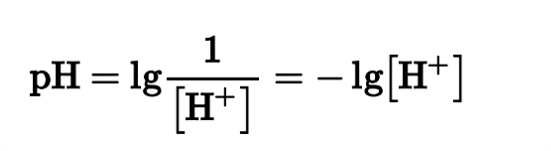 pH = lg 1/[H⁺] = − lg[H⁺]